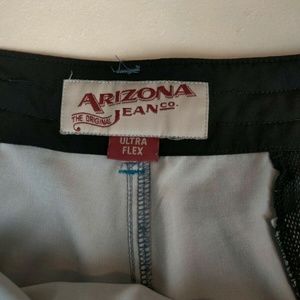 ARIZONA
THE ORIGINAL JEAN CO.
ULTRA
FLEX